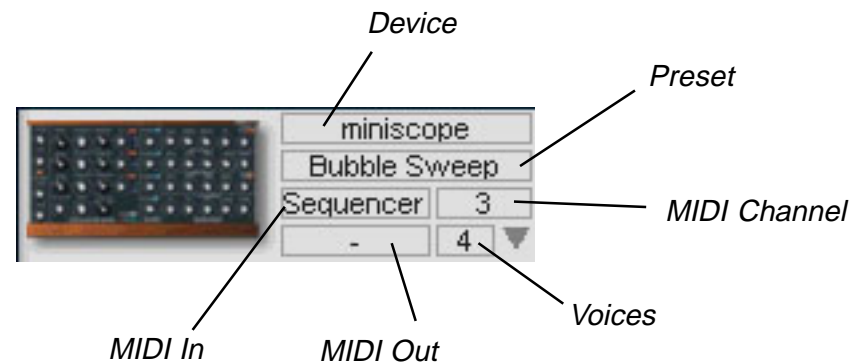 Device
Preset
miniscope
Bubble Sweep
Sequencer 3
MIDI Channel
- 4
Voices
MIDI In MIDI Out